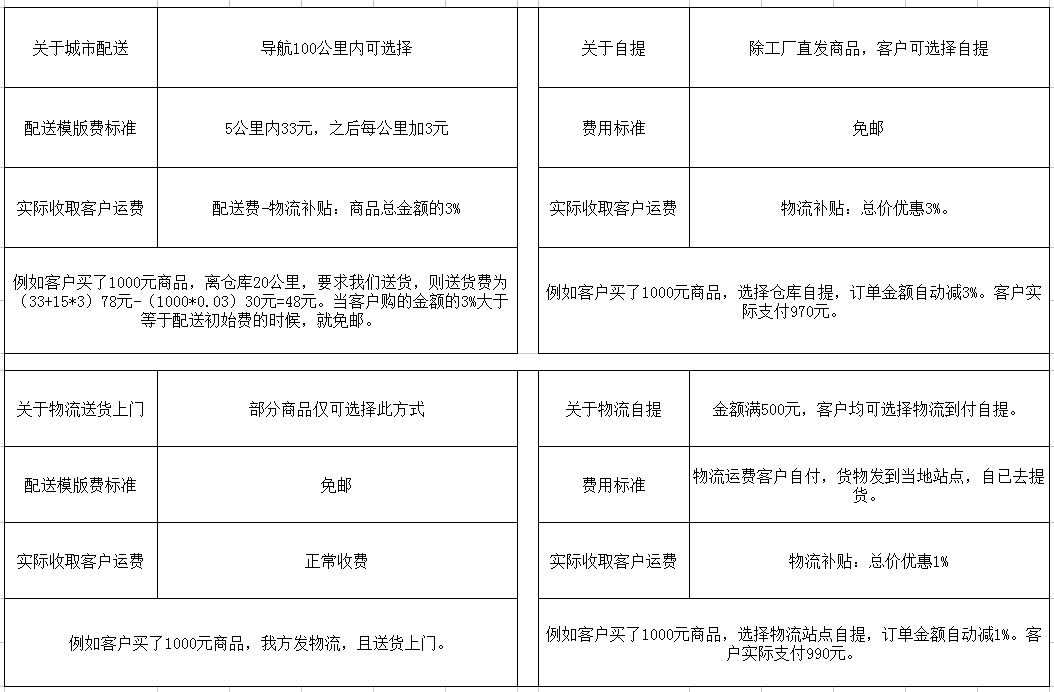 关于城市配送
导航100公里内可选择
配送模版费标准
5公里内33元，之后每公里加3元
实际收取客户运费
配送费-物流补贴：商品总金额的3%
例如客户买了1000元商品，离仓库20公里，要求我们送货，则送货费为
（33+15*3）78元-（1000*0.03）30元=48元。当客户购的金额的3%大于
等于配送初始费的时候，就免邮。
关于自提
除工厂直发商品，客户可选择自提
费用标准
免邮
实际收取客户运费
物流补贴：总价优惠3%。
例如客户买了1000元商品，选择仓库自提，订单金额自动减3%。客户实
际支付970元。
关于物流送货上门
部分商品仅可选择此方式
配送模版费标准
免邮
实际收取客户运费
正常收费
例如客户买了1000元商品，我方发物流，且送货上门。
关于物流自提
金额满500元，客户均可选择物流到付自提。
费用标准
物流运费客户自付，货物发到当地站点，自已去提
货。
实际收取客户运费
物流补贴：总价优惠1%
例如客户买了1000元商品，选择物流站点自提，订单金额自动减1%。客
户实际支付990元。